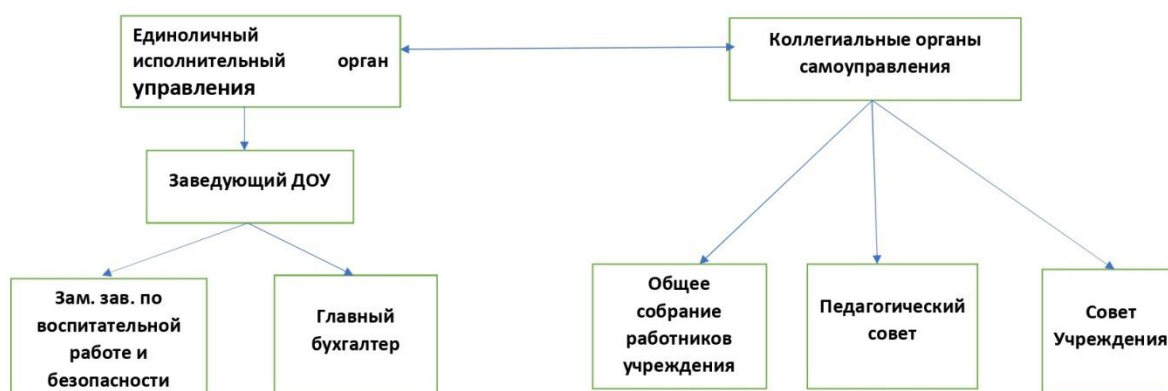 Единоличный
исполнительный орган
управления
Коллегиальные органы
самоуправления
Заведующий ДОУ
Зам. зав. по
воспитательной
работе и
безопасности
Главный
бухгалтер
Общее
собрание
работников
учреждения
Педагогический
совет
Совет
Учреждения